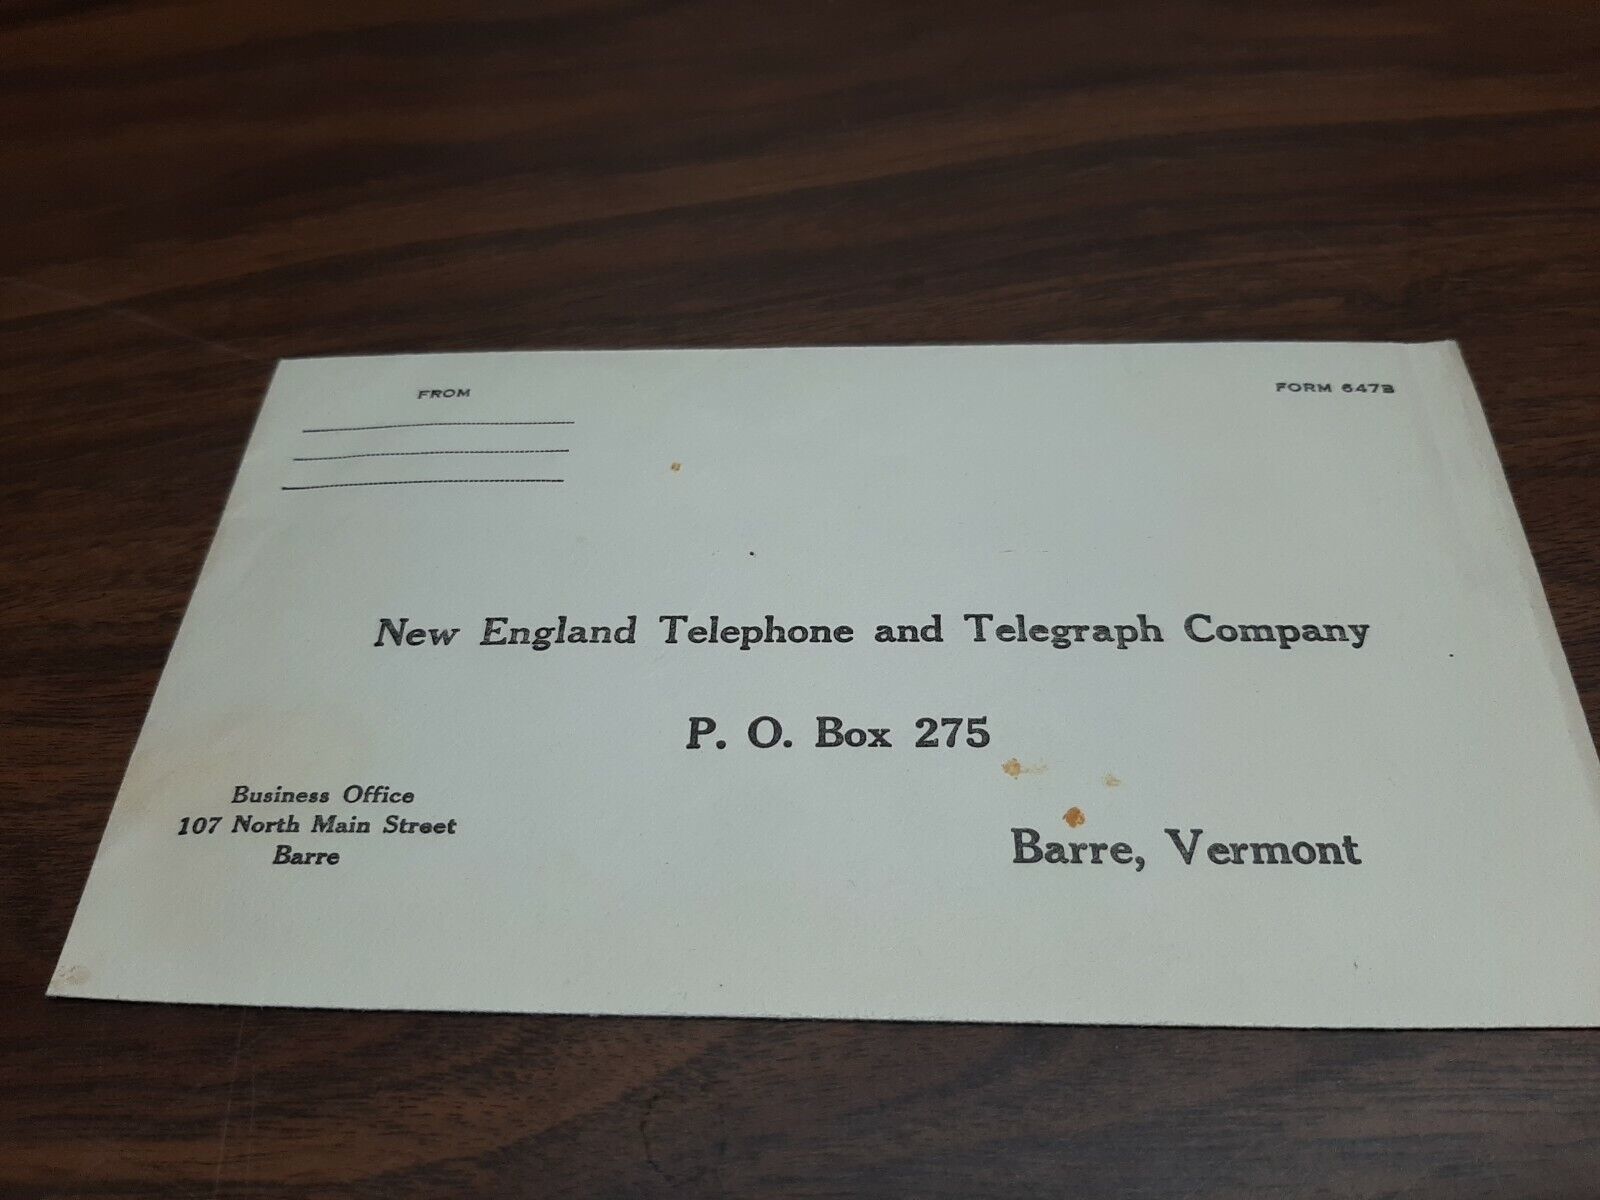 FROM
FORM 647B
New England Telephone and Telegraph Company
P. O. Box 275
Business Office
107 North Main Street
Barre
Barre, Vermont